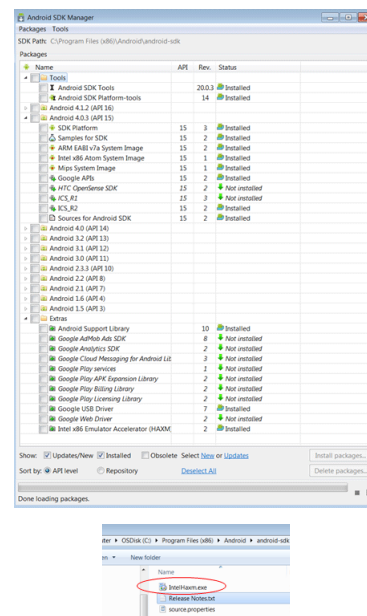 Android SDK Manager
Packages Tools
SDK Path: C:\Program Files (x86)\Android\android-sdk
Packages
Name API Rev. Status
Tools
Android SDK Tools 20.0.3 Installed
Android SDK Platform-tools 14 Installed
Android 4.1.2 (API 16)
Android 4.0.3 (API 15)
SDK Platform 15 3 Installed
Samples for SDK 15 2 Installed
ARM EABI v7a System Image 15 2 Installed
Intel x86 Atom System Image 15 1 Installed
Mips System Image 15 1 Installed
Google APIs 15 2 Installed
HTC OpenSense SDK 15 2 Not installed
ICS_R1 15 3 Not installed
ICS_R2 15 2 Installed
Sources for Android SDK 15 2 Installed
Android 4.0 (API 14)
Android 3.2 (API 13)
Android 3.1 (API 12)
Android 3.0 (API 11)
Android 2.3.3 (API 10)
Android 2.2 (API 8)
Android 2.1 (API 7)
Android 1.6 (API 4)
Android 1.5 (API 3)
Extras
Android Support Library 10 Installed
Google AdMob Ads SDK 8 Not installed
Google Analytics SDK 2 Not installed
Google Cloud Messaging for Android Lib 3 Not installed
Google Play services 1 Not installed
Google Play APK Expansion Library 2 Not installed
Google Play Billing Library 2 Not installed
Google Play Licensing Library 2 Not installed
Google USB Driver 7 Installed
Google Web Driver 2 Not installed
Intel x86 Emulator Accelerator (HAXM) 2 Installed
Show: Updates/New Installed Obsolete Select New or Updates Install packages...
Sort by: API level Repository Deselect All Delete packages...
Done loading packages.
OSDisk (C:) Program Files (x86) Android android-sdk
New folder
Name
IntelHaxm.exe
Release Notes.txt
source.properties